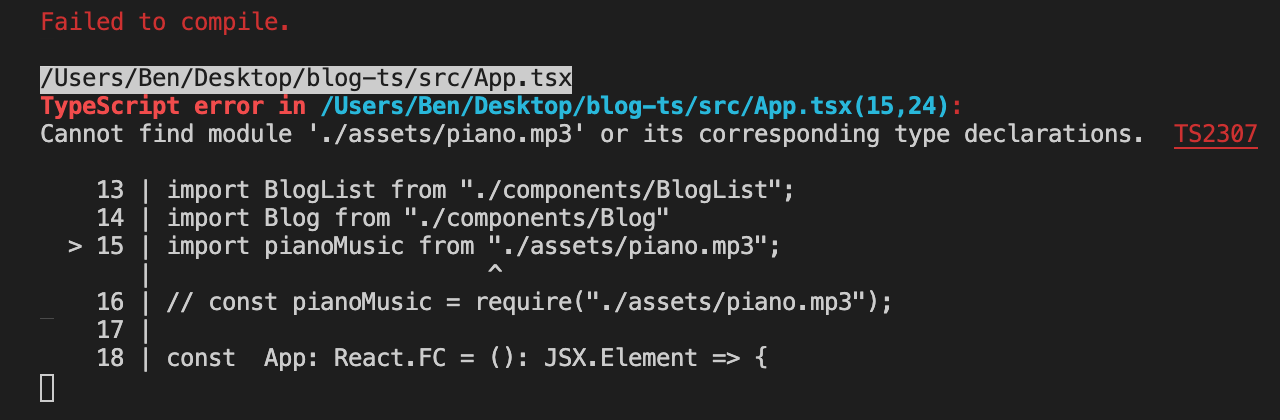 Failed to compile.
/Users/Ben/Desktop/blog-ts/src/App.tsx
TypeScript error in /Users/Ben/Desktop/blog-ts/src/App.tsx(15,24):
Cannot find module './assets/piano.mp3' or its corresponding type declarations.  TS2307
    13 | import BlogList from "./components/BlogList";
    14 | import Blog from "./components/Blog"
  > 15 | import pianoMusic from "./assets/piano.mp3";
       |                        ^
    16 | // const pianoMusic = require("./assets/piano.mp3");
    17 |
    18 | const  App: React.FC = (): JSX.Element => {